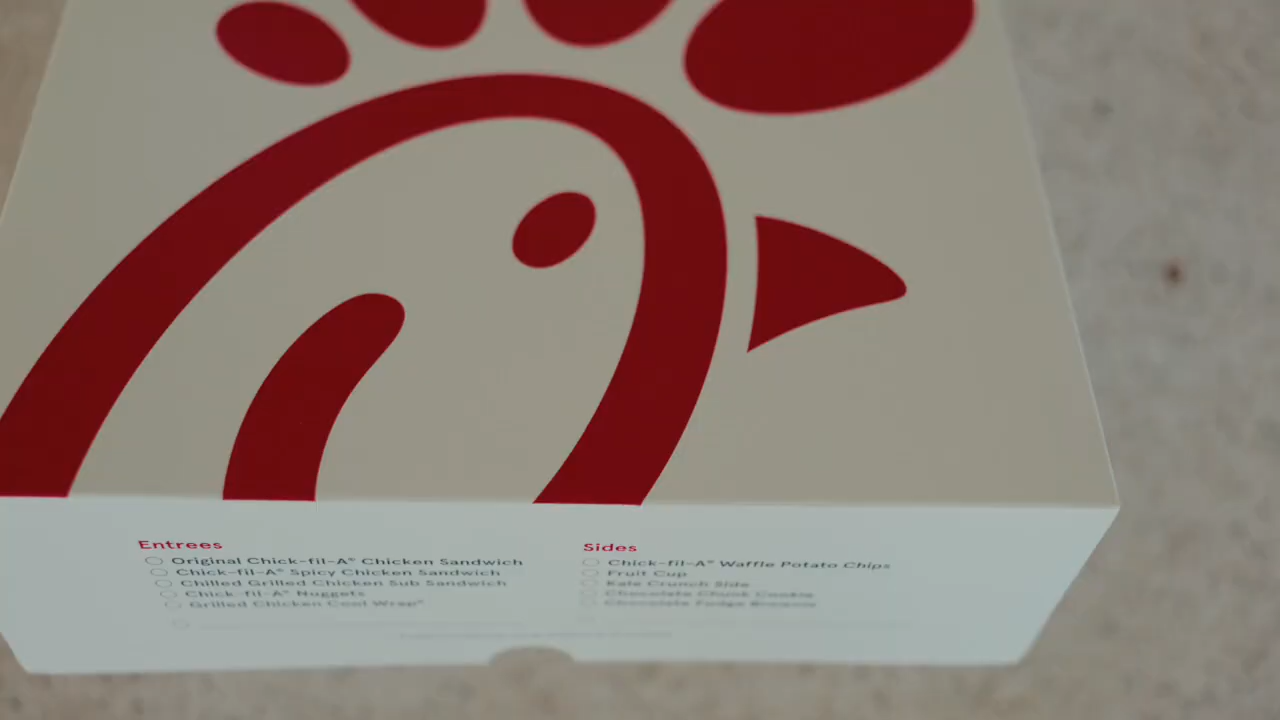 Entrees
Original Chick-fil-A® Chicken Sandwich
Chick-fil-A® Spicy Chicken Sandwich
Chilled Grilled Chicken Sub Sandwich
Chick-fil-A® Nuggets
Grilled Chicken Cool Wrap®
Sides
Chick-fil-A® Waffle Potato Chips
Fruit Cup
Kale Crunch Side
Chocolate Chunk Cookie
Chocolate Fudge Brownie